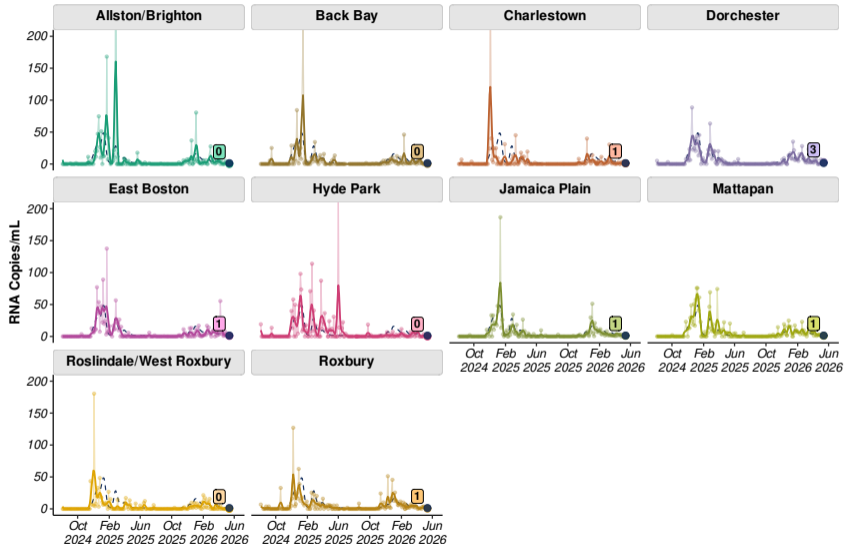 Allston/Brighton Back Bay Charlestown Dorchester
200
150
100
50
0
0 0 1 3
East Boston Hyde Park Jamaica Plain Mattapan
RNA Copies/mL
200
150
100
50
0
1 0 1 1
Oct Feb Jun Oct Feb Jun Oct Feb Jun Oct Feb Jun
2024 2025 2025 2025 2026 2026 2024 2025 2025 2025 2026 2026
Roslindale/West Roxbury Roxbury
200
150
100
50
0
0 1
Oct Feb Jun Oct Feb Jun Oct Feb Jun Oct Feb Jun
2024 2025 2025 2025 2026 2026 2024 2025 2025 2025 2026 2026